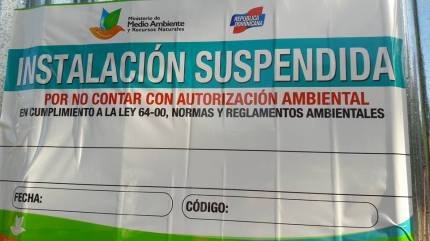 Ministerio de
Medio Ambiente
y Recursos Naturales
REPÚBLICA
DOMINICANA
INSTALACIÓN SUSPENDIDA
POR NO CONTAR CON AUTORIZACIÓN AMBIENTAL
EN CUMPLIMIENTO A LA LEY 64-00, NORMAS Y REGLAMENTOS AMBIENTALES
FECHA:
CÓDIGO: